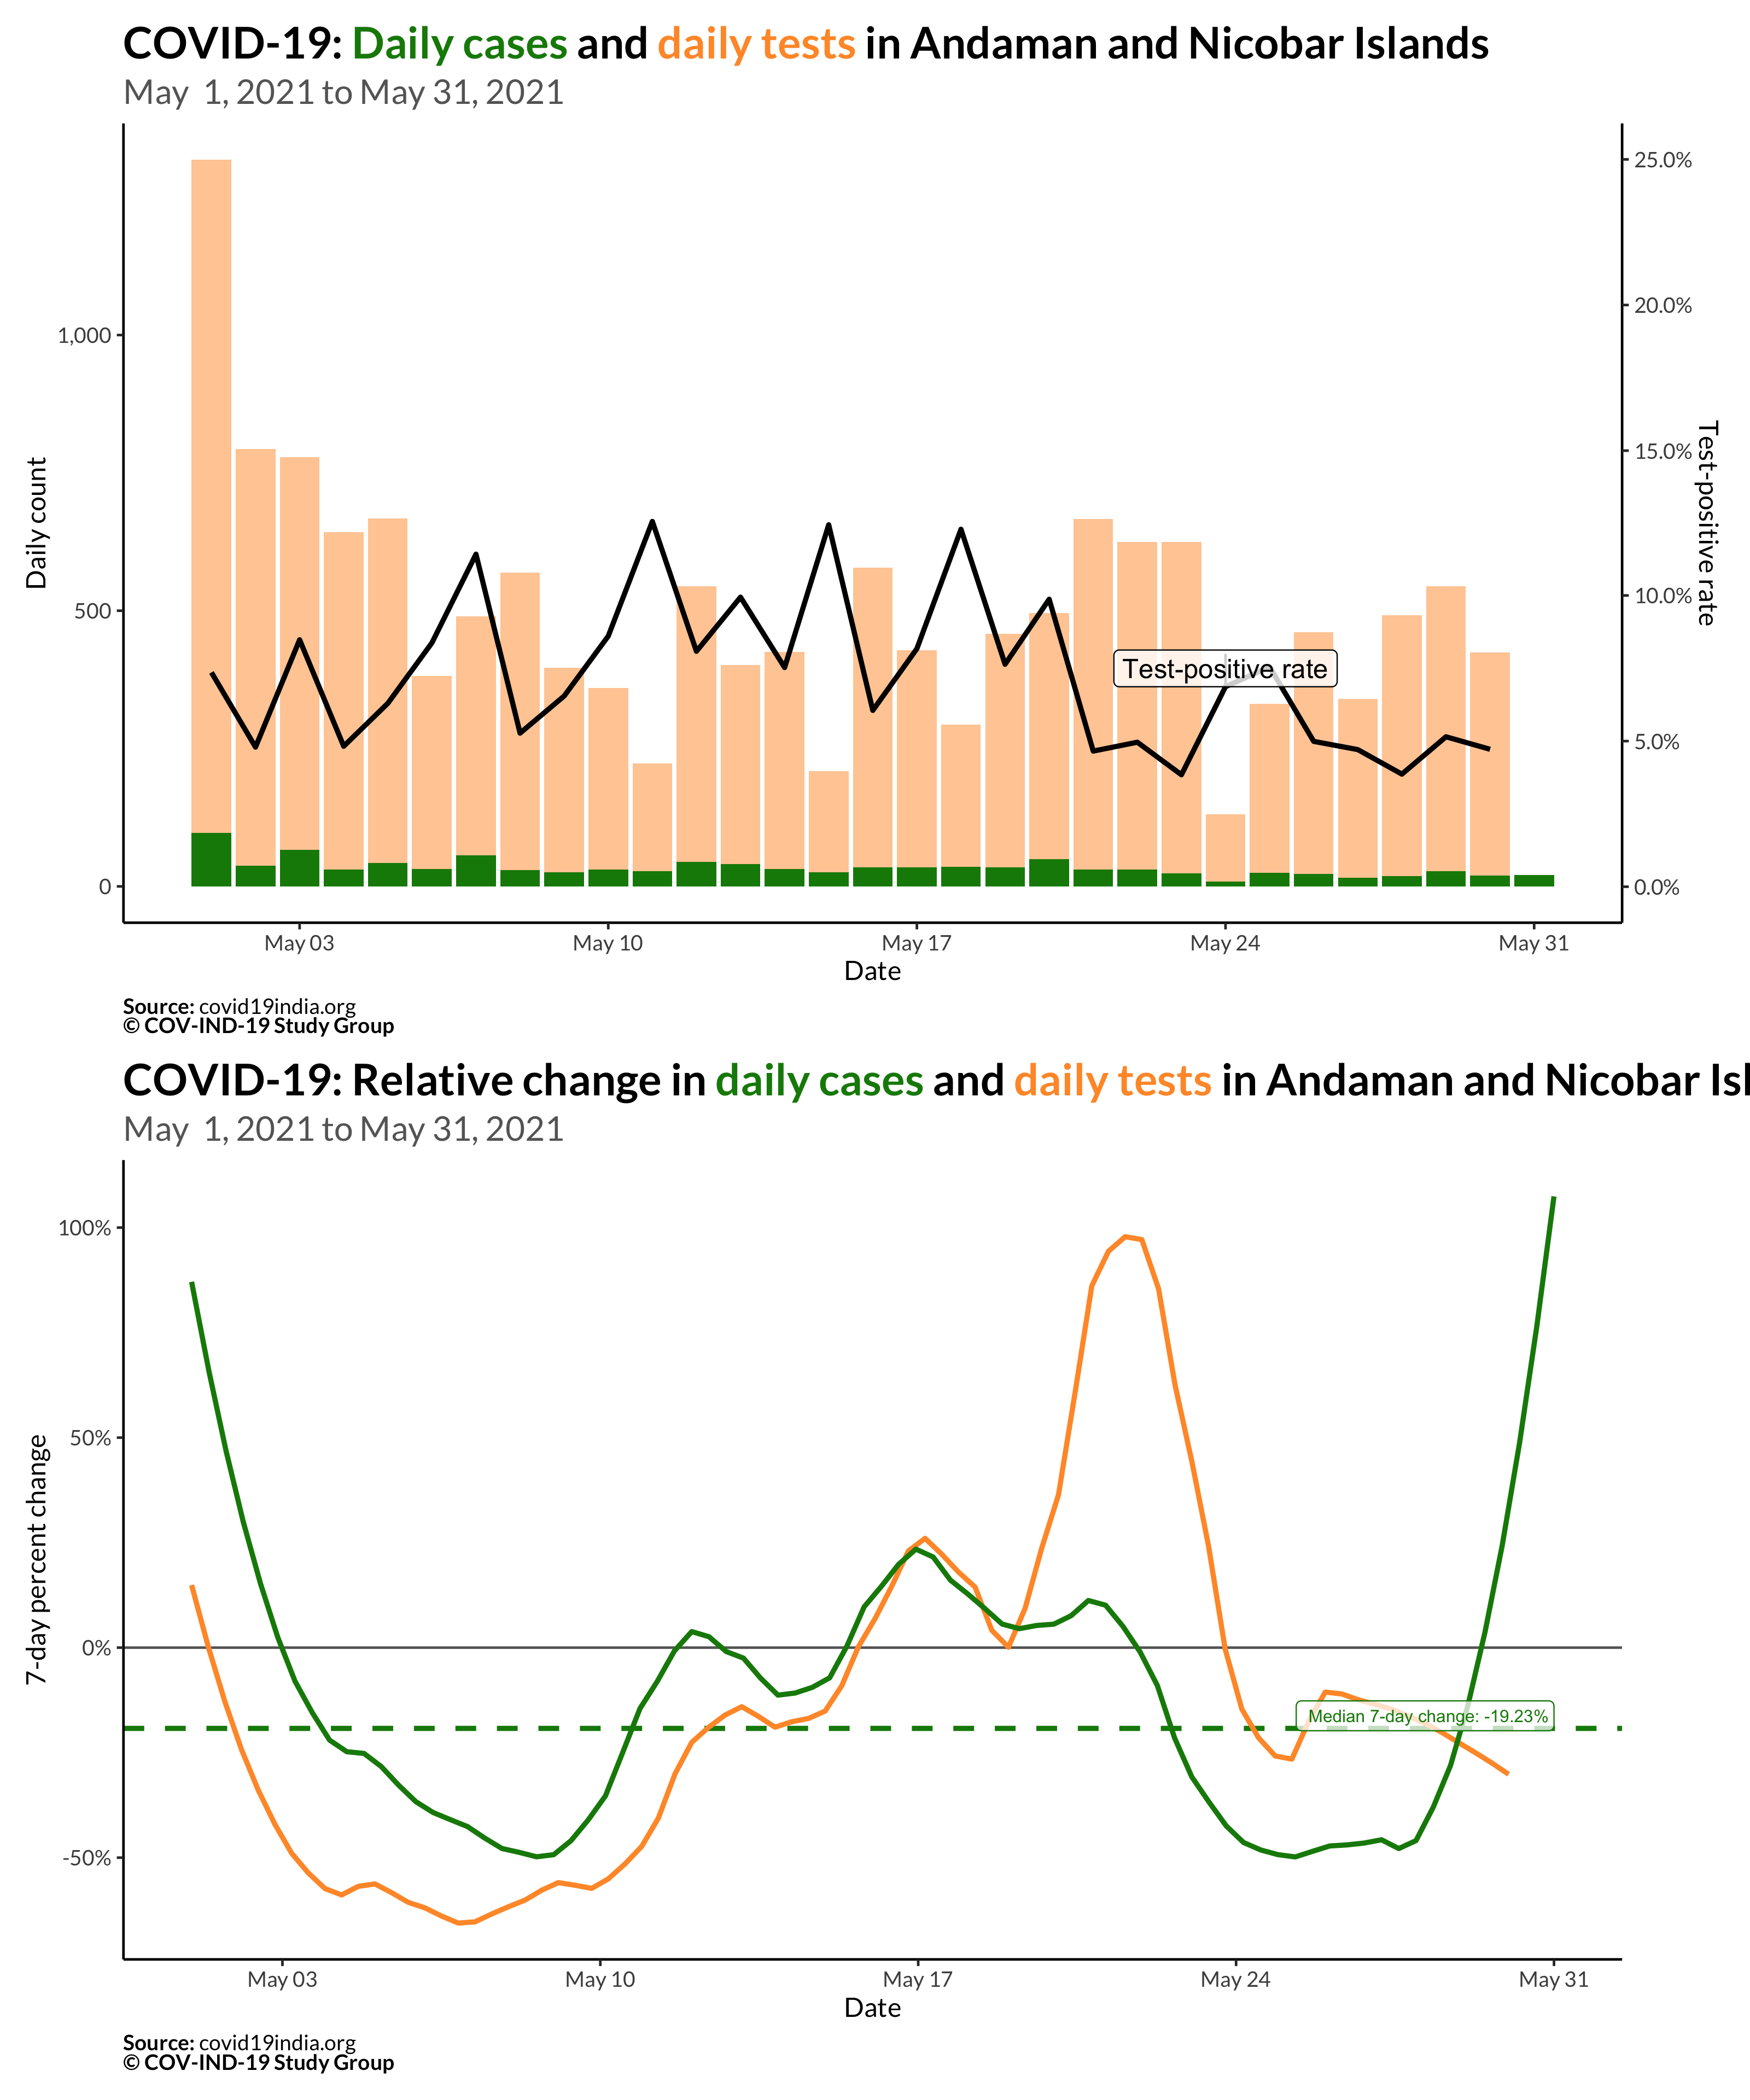 COVID-19: Daily cases and daily tests in Andaman and Nicobar Islands
May 1, 2021 to May 31, 2021
25.0%
20.0%
1,000
15.0%
Daily count
Test-positive rate
10.0%
500
Test-positive rate
5.0%
0
0.0%
May 03 May 10 May 17 May 24 May 31
Date
Source: covid19india.org
© COV-IND-19 Study Group
COVID-19: Relative change in daily cases and daily tests in Andaman and Nicobar Isl
May 1, 2021 to May 31, 2021
100%
50%
7-day percent change
0%
Median 7-day change: -19.23%
-50%
May 03 May 10 May 17 May 24 May 31
Date
Source: covid19india.org
© COV-IND-19 Study Group